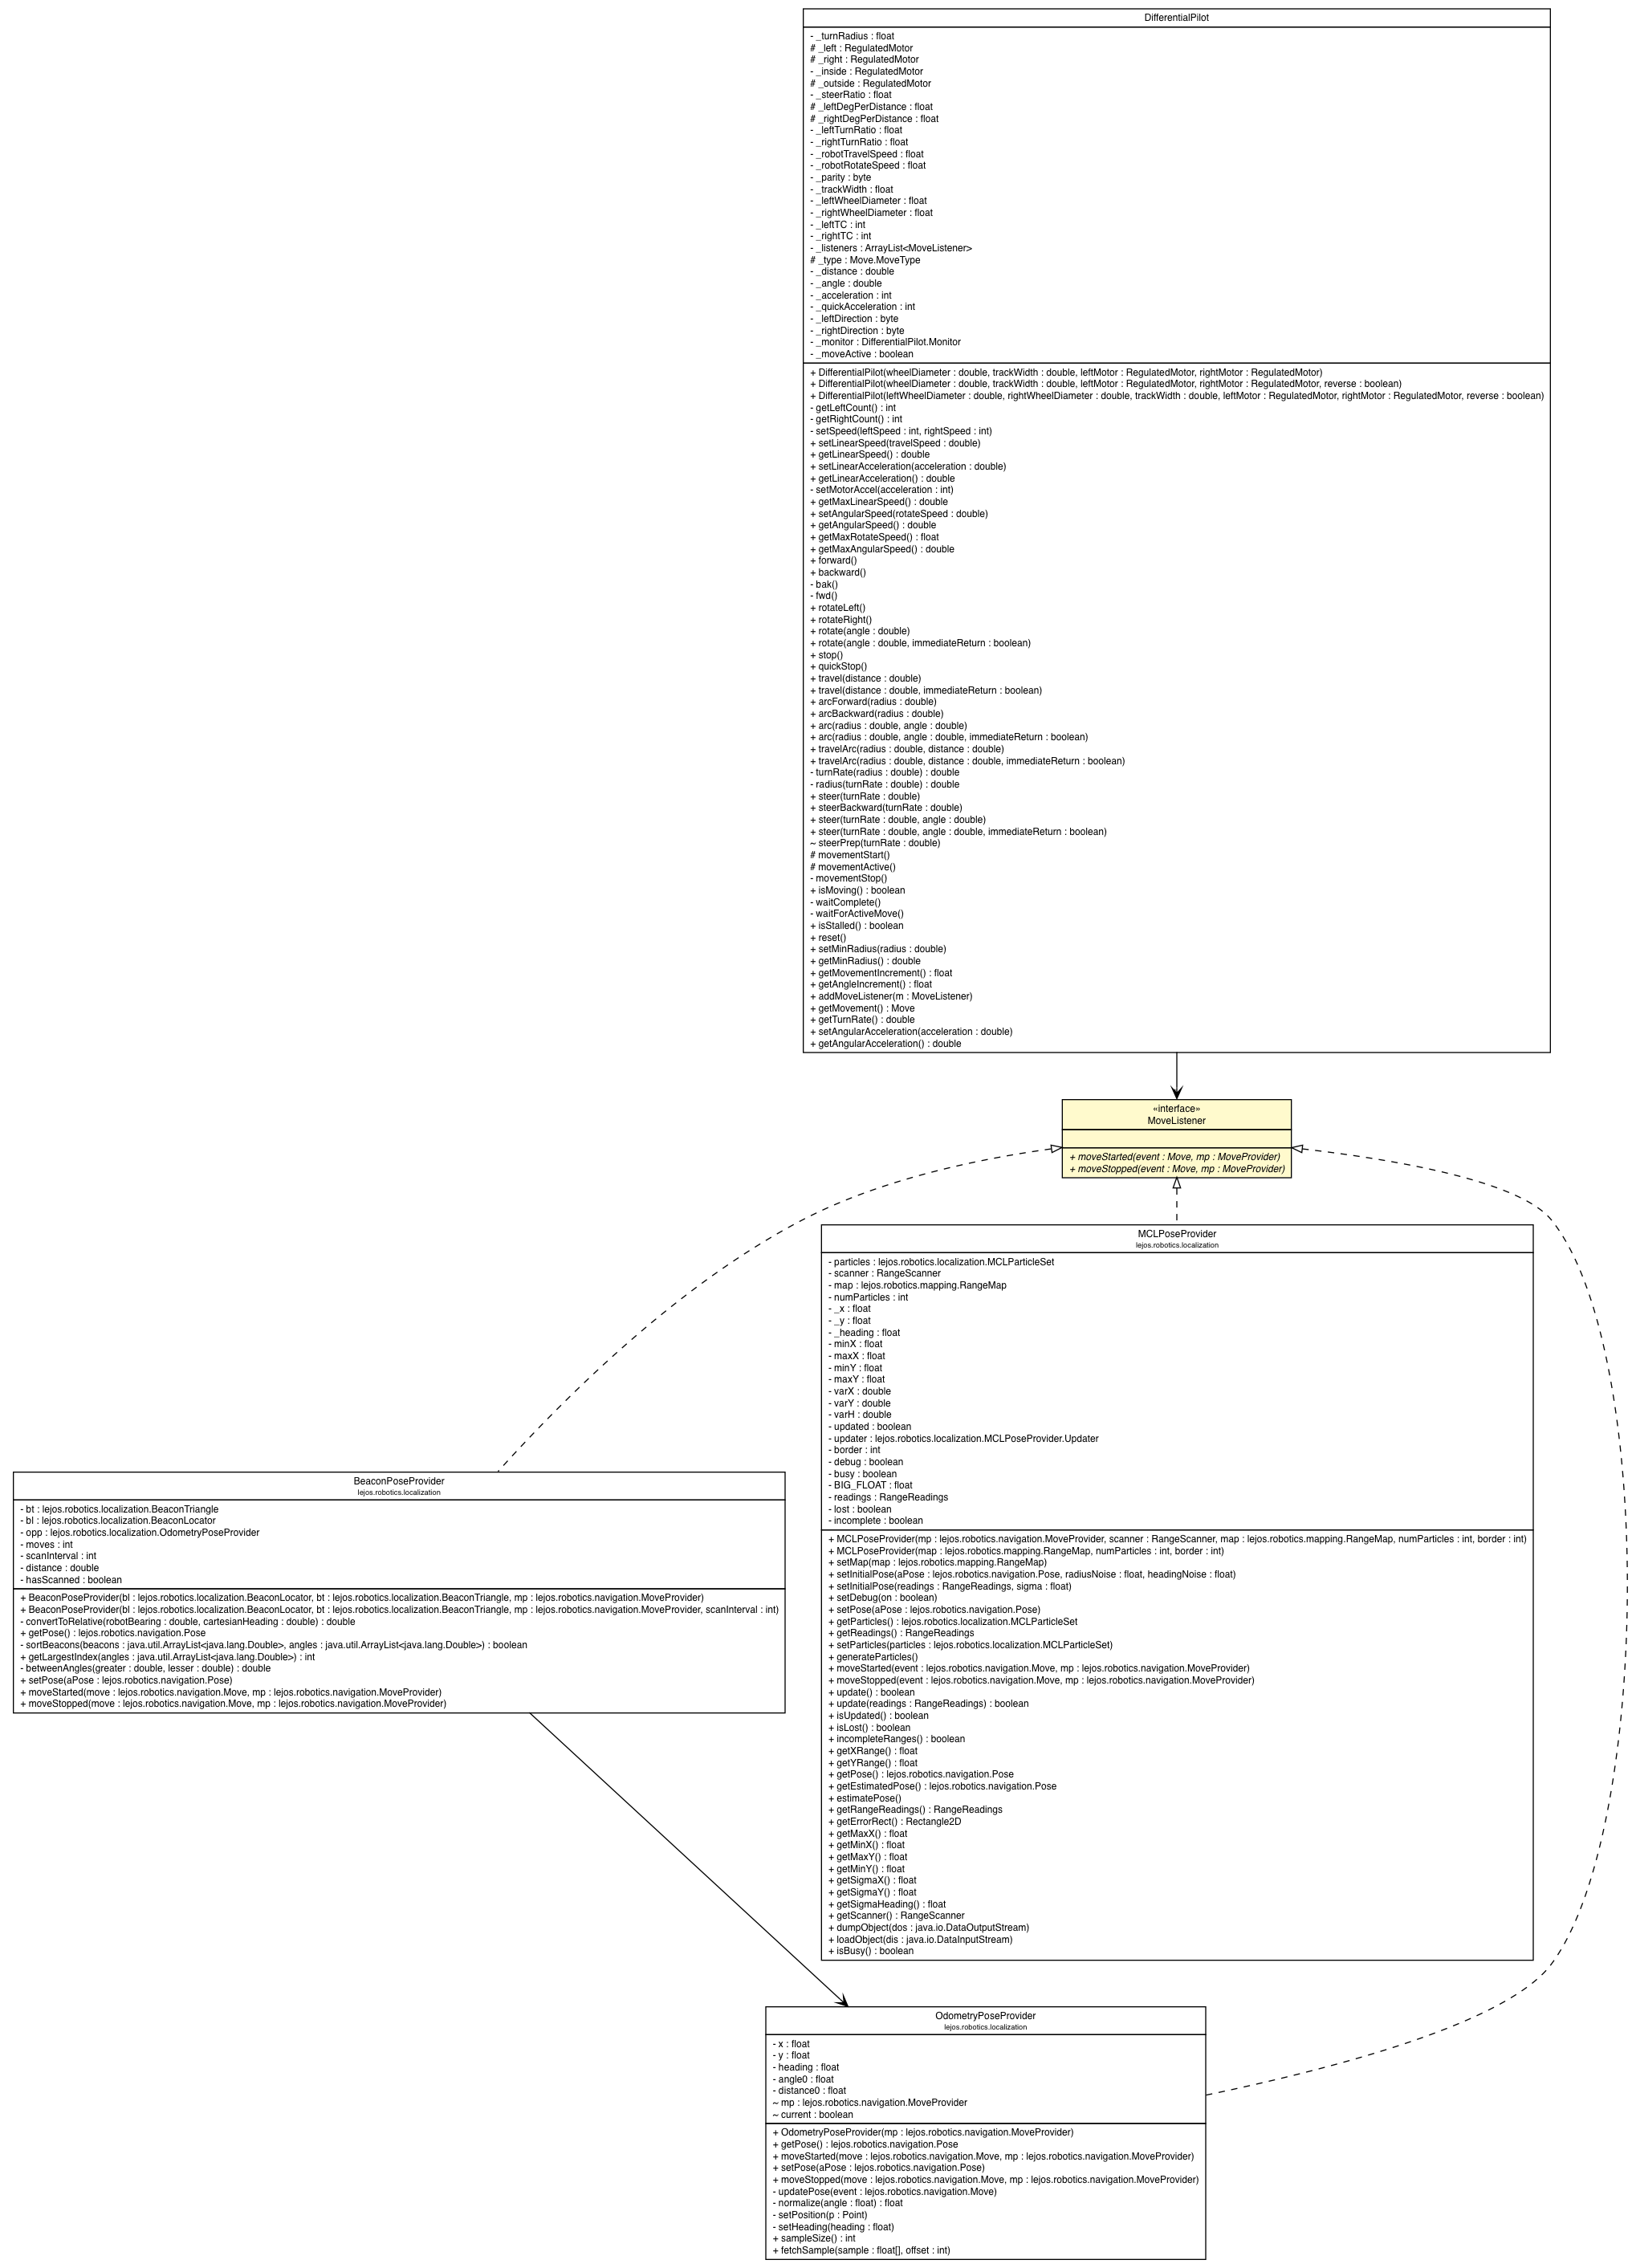 DifferentialPilot
- _turnRadius : float
# _left : RegulatedMotor
# _right : RegulatedMotor
- _inside : RegulatedMotor
# _outside : RegulatedMotor
- _steerRatio : float
# _leftDegPerDistance : float
# _rightDegPerDistance : float
- _leftTurnRatio : float
- _rightTurnRatio : float
- _robotTravelSpeed : float
- _robotRotateSpeed : float
- _parity : byte
- _trackWidth : float
- _leftWheelDiameter : float
- _rightWheelDiameter : float
- _leftTC : int
- _rightTC : int
- _listeners : ArrayList<MoveListener>
# _type : Move.MoveType
- _distance : double
- _angle : double
- _acceleration : int
- _quickAcceleration : int
- _leftDirection : byte
- _rightDirection : byte
- _monitor : DifferentialPilot.Monitor
- _moveActive : boolean
+ DifferentialPilot(wheelDiameter : double, trackWidth : double, leftMotor : RegulatedMotor, rightMotor : RegulatedMotor)
+ DifferentialPilot(wheelDiameter : double, trackWidth : double, leftMotor : RegulatedMotor, rightMotor : RegulatedMotor, reverse : boolean)
+ DifferentialPilot(leftWheelDiameter : double, rightWheelDiameter : double, trackWidth : double, leftMotor : RegulatedMotor, rightMotor : RegulatedMotor, reverse : boolean)
- getLeftCount() : int
- getRightCount() : int
- setSpeed(leftSpeed : int, rightSpeed : int)
+ setLinearSpeed(travelSpeed : double)
+ getLinearSpeed() : double
+ setLinearAcceleration(acceleration : double)
+ getLinearAcceleration() : double
- setMotorAccel(acceleration : int)
+ getMaxLinearSpeed() : double
+ setAngularSpeed(rotateSpeed : double)
+ getAngularSpeed() : double
+ getMaxRotateSpeed() : float
+ getMaxAngularSpeed() : double
+ forward()
+ backward()
- bak()
- fwd()
+ rotateLeft()
+ rotateRight()
+ rotate(angle : double)
+ rotate(angle : double, immediateReturn : boolean)
+ stop()
+ quickStop()
+ travel(distance : double)
+ travel(distance : double, immediateReturn : boolean)
+ arcForward(radius : double)
+ arcBackward(radius : double)
+ arc(radius : double, angle : double)
+ arc(radius : double, angle : double, immediateReturn : boolean)
+ travelArc(radius : double, distance : double)
+ travelArc(radius : double, distance : double, immediateReturn : boolean)
- turnRate(radius : double) : double
- radius(turnRate : double) : double
+ steer(turnRate : double)
+ steerBackward(turnRate : double)
+ steer(turnRate : double, angle : double)
+ steer(turnRate : double, angle : double, immediateReturn : boolean)
~ steerPrep(turnRate : double)
# movementStart()
# movementActive()
- movementStop()
+ isMoving() : boolean
- waitComplete()
- waitForActiveMove()
+ isStalled() : boolean
+ reset()
+ setMinRadius(radius : double)
+ getMinRadius() : double
+ getMovementIncrement() : float
+ getAngleIncrement() : float
+ addMoveListener(m : MoveListener)
+ getMovement() : Move
+ getTurnRate() : double
+ setAngularAcceleration(acceleration : double)
+ getAngularAcceleration() : double
«interface»
MoveListener
+ moveStarted(event : Move, mp : MoveProvider)
+ moveStopped(event : Move, mp : MoveProvider)
MCLPoseProvider
lejos.robotics.localization
- particles : lejos.robotics.localization.MCLParticleSet
- scanner : RangeScanner
- map : lejos.robotics.mapping.RangeMap
- numParticles : int
- _x : float
- _y : float
- _heading : float
- minX : float
- maxX : float
- minY : float
- maxY : float
- varX : double
- varY : double
- varH : double
- updated : boolean
- updater : lejos.robotics.localization.MCLPoseProvider.Updater
- border : int
- debug : boolean
- busy : boolean
- BIG_FLOAT : float
- readings : RangeReadings
- lost : boolean
- incomplete : boolean
+ MCLPoseProvider(mp : lejos.robotics.navigation.MoveProvider, scanner : RangeScanner, map : lejos.robotics.mapping.RangeMap, numParticles : int, border : int)
+ MCLPoseProvider(map : lejos.robotics.mapping.RangeMap, numParticles : int, border : int)
+ setMap(map : lejos.robotics.mapping.RangeMap)
+ setInitialPose(aPose : lejos.robotics.navigation.Pose, radiusNoise : float, headingNoise : float)
+ setInitialPose(readings : RangeReadings, sigma : float)
+ setDebug(on : boolean)
+ setPose(aPose : lejos.robotics.navigation.Pose)
+ getParticles() : lejos.robotics.localization.MCLParticleSet
+ getReadings() : RangeReadings
+ setParticles(particles : lejos.robotics.localization.MCLParticleSet)
+ generateParticles()
+ moveStarted(event : lejos.robotics.navigation.Move, mp : lejos.robotics.navigation.MoveProvider)
+ moveStopped(event : lejos.robotics.navigation.Move, mp : lejos.robotics.navigation.MoveProvider)
+ update() : boolean
+ update(readings : RangeReadings) : boolean
+ isUpdated() : boolean
+ isLost() : boolean
+ incompleteRanges() : boolean
+ getXRange() : float
+ getYRange() : float
+ getPose() : lejos.robotics.navigation.Pose
+ getEstimatedPose() : lejos.robotics.navigation.Pose
+ estimatePose()
+ getRangeReadings() : RangeReadings
+ getErrorRect() : Rectangle2D
+ getMaxX() : float
+ getMinX() : float
+ getMaxY() : float
+ getMinY() : float
+ getSigmaX() : float
+ getSigmaY() : float
+ getSigmaHeading() : float
+ getScanner() : RangeScanner
+ dumpObject(dos : java.io.DataOutputStream)
+ loadObject(dis : java.io.DataInputStream)
+ isBusy() : boolean
BeaconPoseProvider
lejos.robotics.localization
- bt : lejos.robotics.localization.BeaconTriangle
- bl : lejos.robotics.localization.BeaconLocator
- opp : lejos.robotics.localization.OdometryPoseProvider
- moves : int
- scanInterval : int
- distance : double
- hasScanned : boolean
+ BeaconPoseProvider(bl : lejos.robotics.localization.BeaconLocator, bt : lejos.robotics.localization.BeaconTriangle, mp : lejos.robotics.navigation.MoveProvider)
+ BeaconPoseProvider(bl : lejos.robotics.localization.BeaconLocator, bt : lejos.robotics.localization.BeaconTriangle, mp : lejos.robotics.navigation.MoveProvider, scanInterval : int)
- convertToRelative(robotBearing : double, cartesianHeading : double) : double
+ getPose() : lejos.robotics.navigation.Pose
- sortBeacons(beacons : java.util.ArrayList<java.lang.Double>, angles : java.util.ArrayList<java.lang.Double>) : boolean
+ getLargestIndex(angles : java.util.ArrayList<java.lang.Double>) : int
- betweenAngles(greater : double, lesser : double) : double
+ setPose(aPose : lejos.robotics.navigation.Pose)
+ moveStarted(move : lejos.robotics.navigation.Move, mp : lejos.robotics.navigation.MoveProvider)
+ moveStopped(move : lejos.robotics.navigation.Move, mp : lejos.robotics.navigation.MoveProvider)
OdometryPoseProvider
lejos.robotics.localization
- x : float
- y : float
- heading : float
- angle0 : float
- distance0 : float
~ mp : lejos.robotics.navigation.MoveProvider
~ current : boolean
+ OdometryPoseProvider(mp : lejos.robotics.navigation.MoveProvider)
+ getPose() : lejos.robotics.navigation.Pose
+ moveStarted(move : lejos.robotics.navigation.Move, mp : lejos.robotics.navigation.MoveProvider)
+ setPose(aPose : lejos.robotics.navigation.Pose)
+ moveStopped(move : lejos.robotics.navigation.Move, mp : lejos.robotics.navigation.MoveProvider)
- updatePose(event : lejos.robotics.navigation.Move)
- normalize(angle : float) : float
- setPosition(p : Point)
- setHeading(heading : float)
+ sampleSize() : int
+ fetchSample(sample : float[], offset : int)